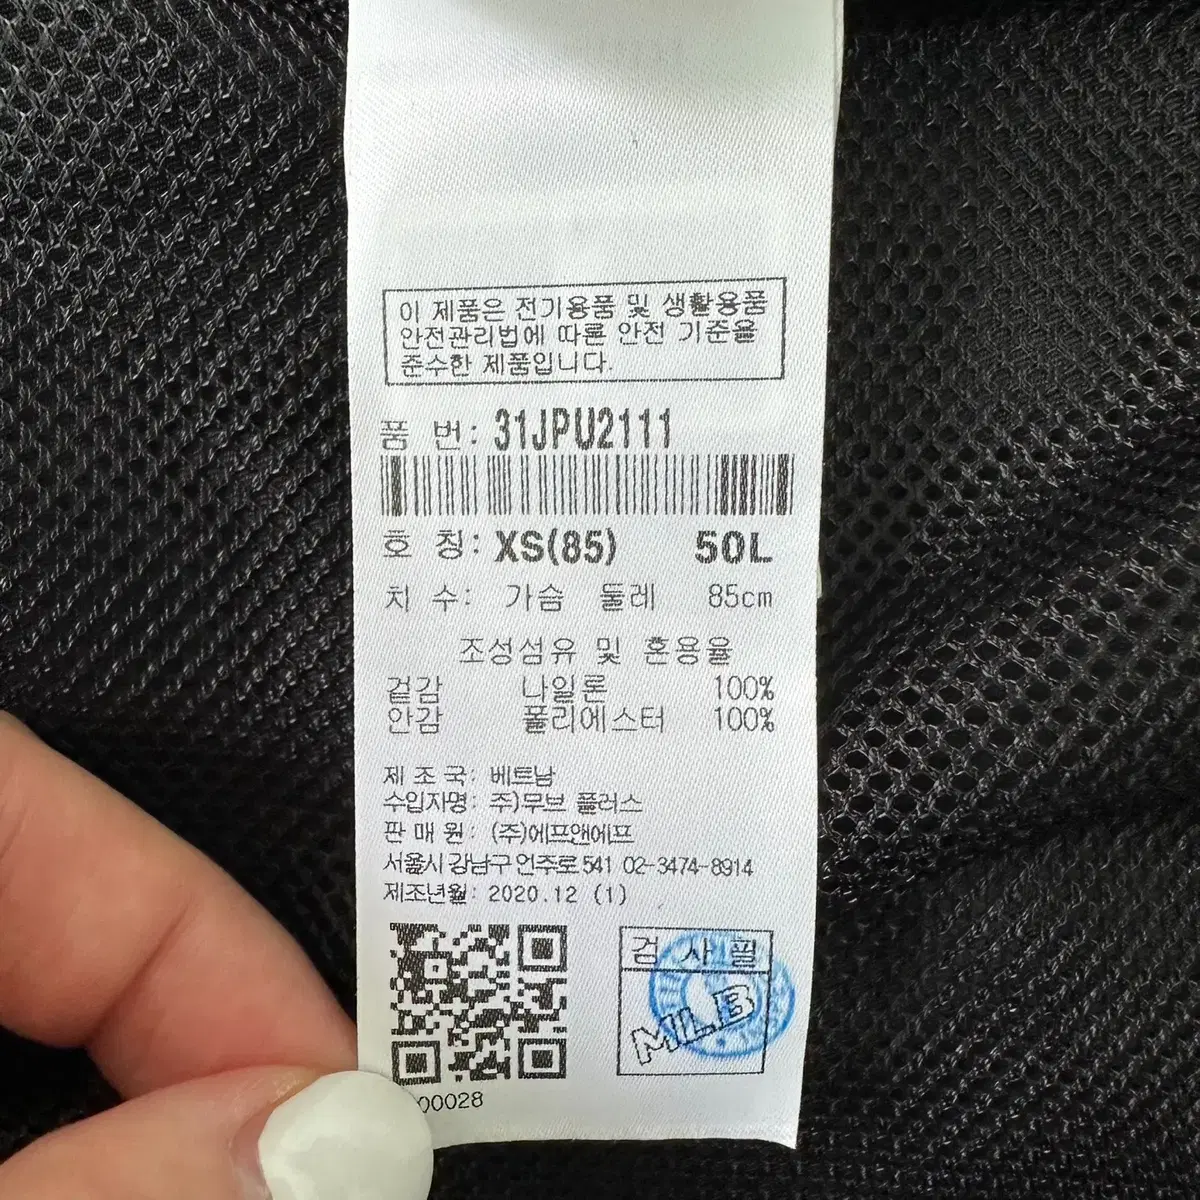 이 제품은 전기용품 및 생활용품
안전관리법에 따른 안전 기준을
준수한 제품입니다.
품 번: 31JPU2111
호 칭: XS(85) 50L
치 수: 가슴 둘레 85cm
조성섬유 및 혼용율
겉감 나일론 100%
안감 폴리에스터 100%
제 조 국: 베트남
수입자명: 주)무브 플러스
판 매 원: (주)에프앤에프
서울시 강남구 언주로 541 02-3474-8914
제조년월: 2020.12 (1)
검 사 필
MLB
00028